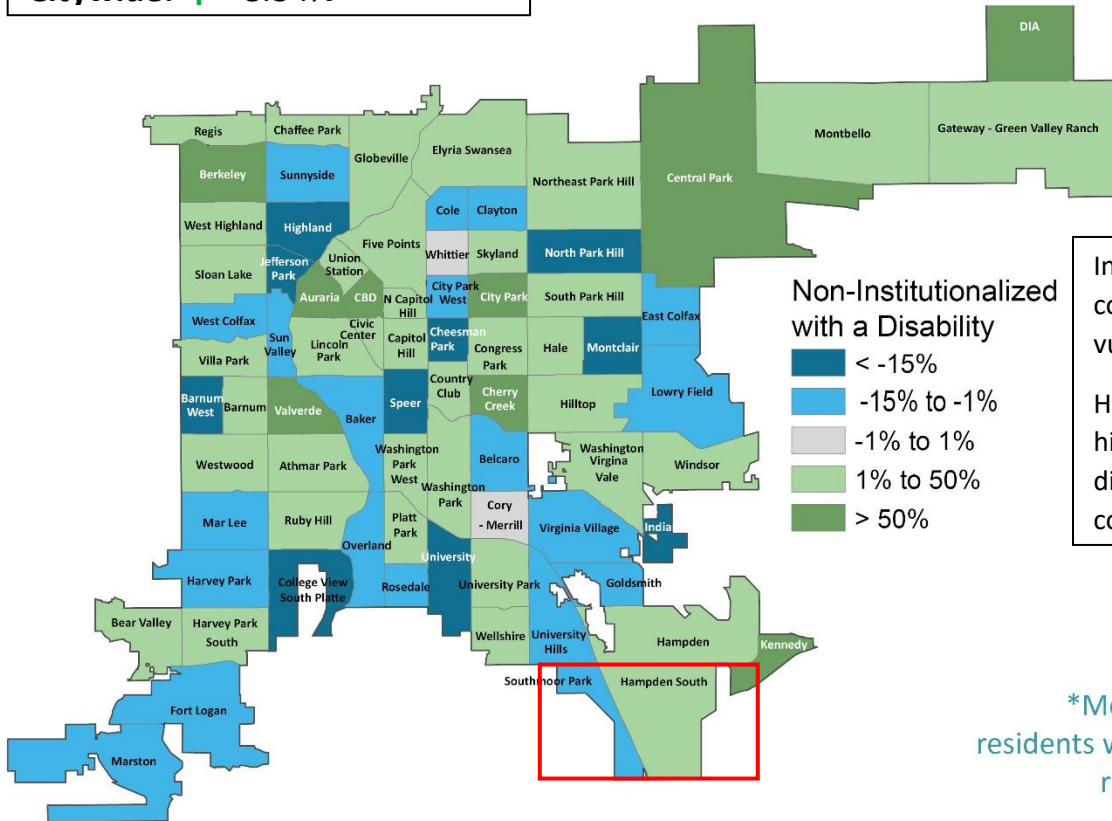 DIA
Regis
Chaffee Park
Globeville
Elyria Swansea
Montbello
Gateway - Green Valley Ranch
Berkeley
Sunnyside
Northeast Park Hill
Central Park
West Highland
Highland
Cole
Clayton
Five Points
Whittier
Skyland
North Park Hill
Sloan Lake
Jefferson
Park
Union
Station
Auraria
CBD
N Capitol
Hill
City Park
West
City Park
South Park Hill
East Colfax
West Colfax
Sun
Valley
Civic
Center
Lincoln
Park
Capitol
Hill
Cheesman
Park
Congress
Park
Hale
Montclair
Villa Park
Barnum
West
Barnum
Valverde
Baker
Speer
Country
Club
Cherry
Creek
Hilltop
Lowry Field
Westwood
Athmar Park
Washington
Park
West
Washington
Park
Belcaro
Washington
Virgina
Vale
Windsor
Mar Lee
Ruby Hill
Overland
Platt
Park
University
Cory
- Merrill
Virginia Village
India
Harvey Park
College View
South Platte
Rosedale
University Park
Goldsmith
Bear Valley
Harvey Park
South
Wellshire
University
Hills
Hampden
Kennedy
Southmoor Park
Hampden South
Fort Logan
Marston
Non-Institutionalized
with a Disability
< -15%
-15% to -1%
-1% to 1%
1% to 50%
> 50%
In
co
vu
H
hi
di
co
residents w